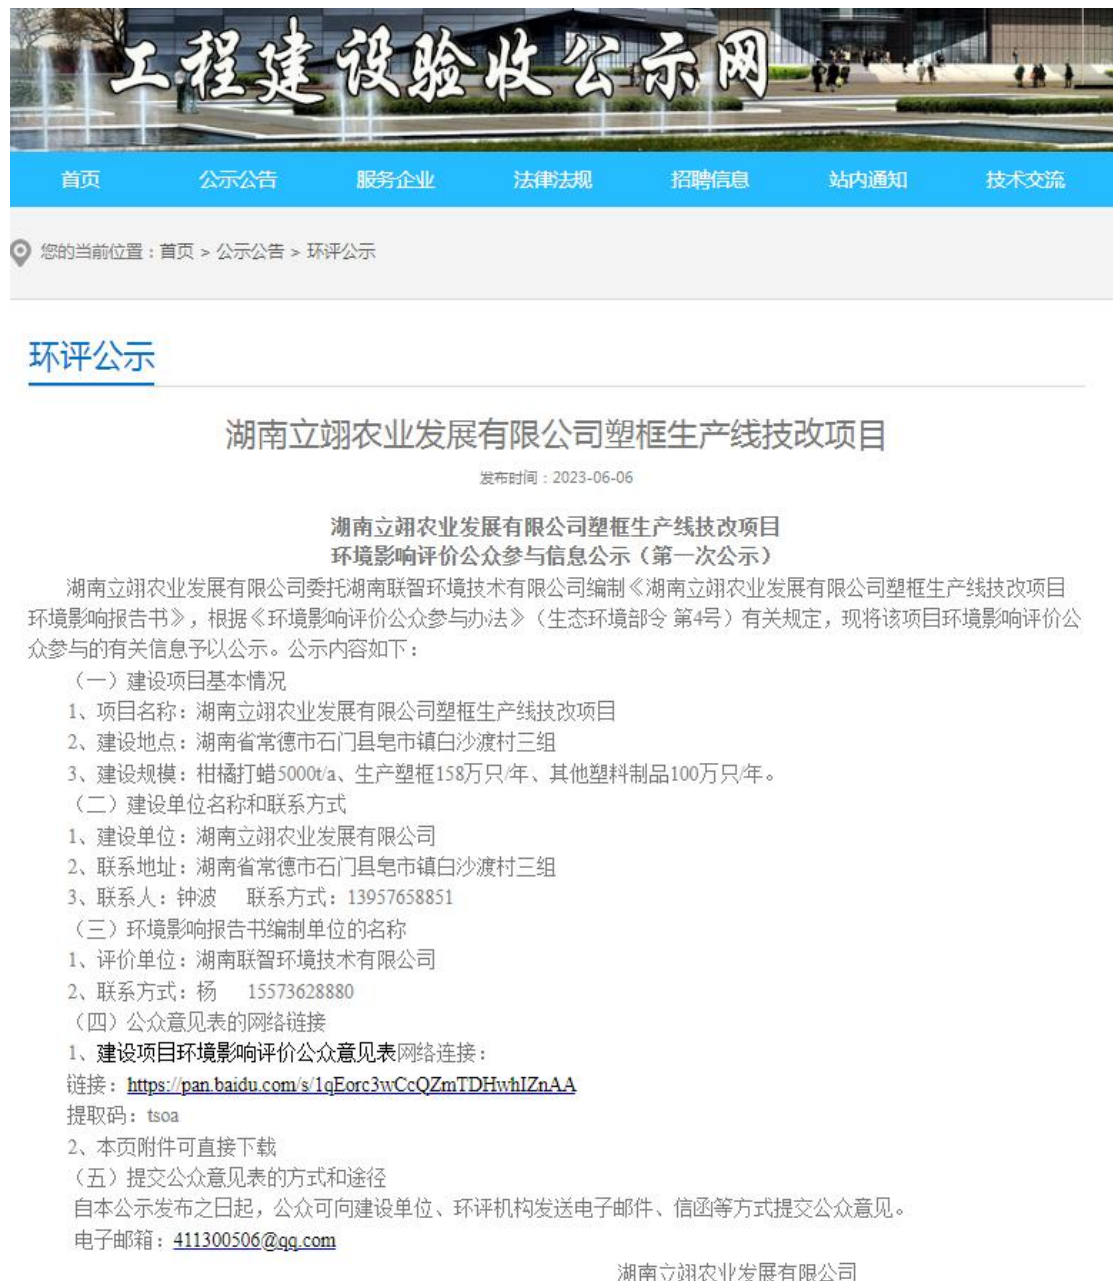 工程建设验收公示网
首页 公示公告 服务企业 法律法规 招聘信息 站内通知 技术交流
您的当前位置：首页 > 公示公告 > 环评公示
环评公示
湖南立翊农业发展有限公司塑框生产线技改项目
发布时间：2023-06-06
湖南立翊农业发展有限公司塑框生产线技改项目
环境影响评价公众参与信息公示（第一次公示）
湖南立翊农业发展有限公司委托湖南联智环境技术有限公司编制《湖南立翊农业发展有限公司塑框生产线技改项目
环境影响报告书》，根据《环境影响评价公众参与办法》（生态环境部令 第4号）有关规定，现将该项目环境影响评价公
众参与的有关信息予以公示。公示内容如下：
（一）建设项目基本情况
1、项目名称：湖南立翊农业发展有限公司塑框生产线技改项目
2、建设地点：湖南省常德市石门县皂市镇白沙渡村三组
3、建设规模：柑橘打蜡5000t/a、生产塑框158万只/年、其他塑料制品100万只/年。
（二）建设单位名称和联系方式
1、建设单位：湖南立翊农业发展有限公司
2、联系地址：湖南省常德市石门县皂市镇白沙渡村三组
3、联系人：钟波 联系方式：13957658851
（三）环境影响报告书编制单位的名称
1、评价单位：湖南联智环境技术有限公司
2、联系方式：杨 15573628880
（四）公众意见表的网络链接
1、建设项目环境影响评价公众意见表网络连接：
链接：https://pan.baidu.com/s/1qEorc3wCcQZmTDHwhIZnAA
提取码：tsoa
2、本页附件可直接下载
（五）提交公众意见表的方式和途径
自本公示发布之日起，公众可向建设单位、环评机构发送电子邮件、信函等方式提交公众意见。
电子邮箱：411300506@qq.com
湖南立翊农业发展有限公司